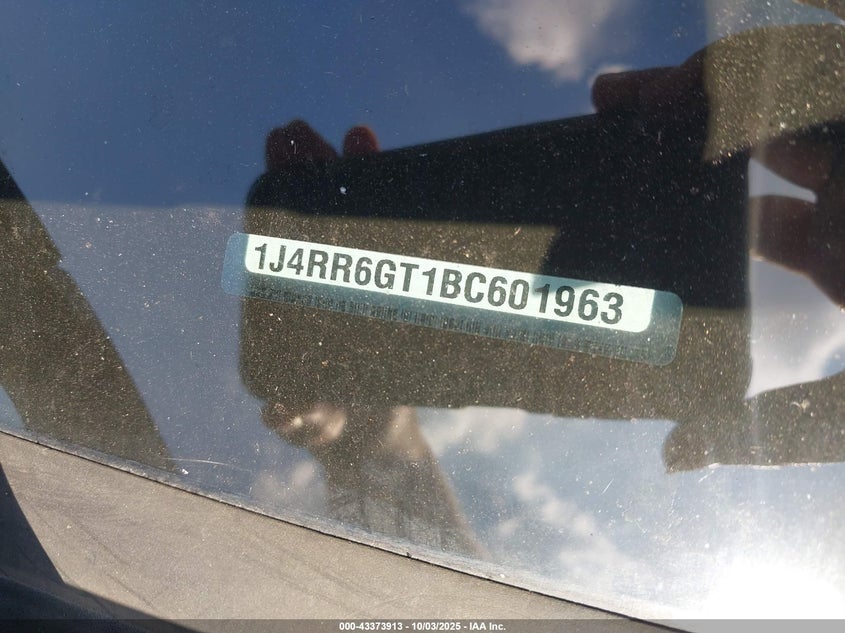 1J4RR6GT1BC601963
000-43373913 - 10/03/2025 - IAA Inc.